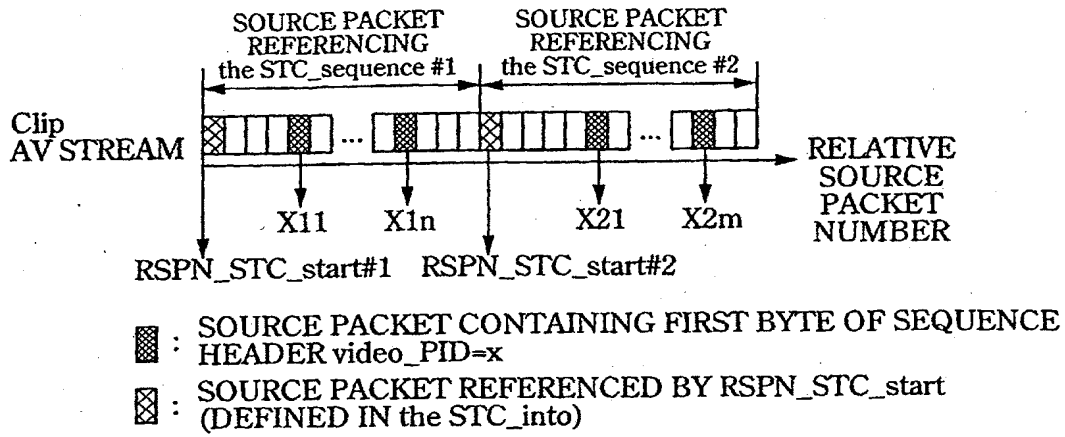 SOURCE PACKET
REFERENCING
the STC_sequence #1
SOURCE PACKET
REFERENCING
the STC_sequence #2
Clip
AV STREAM
...
...
RELATIVE
SOURCE
PACKET
NUMBER
X11
X1n
X21
X2m
RSPN_STC_start#1
RSPN_STC_start#2
: SOURCE PACKET CONTAINING FIRST BYTE OF SEQUENCE
HEADER video_PID=x
: SOURCE PACKET REFERENCED BY RSPN_STC_start
(DEFINED IN the STC_into)